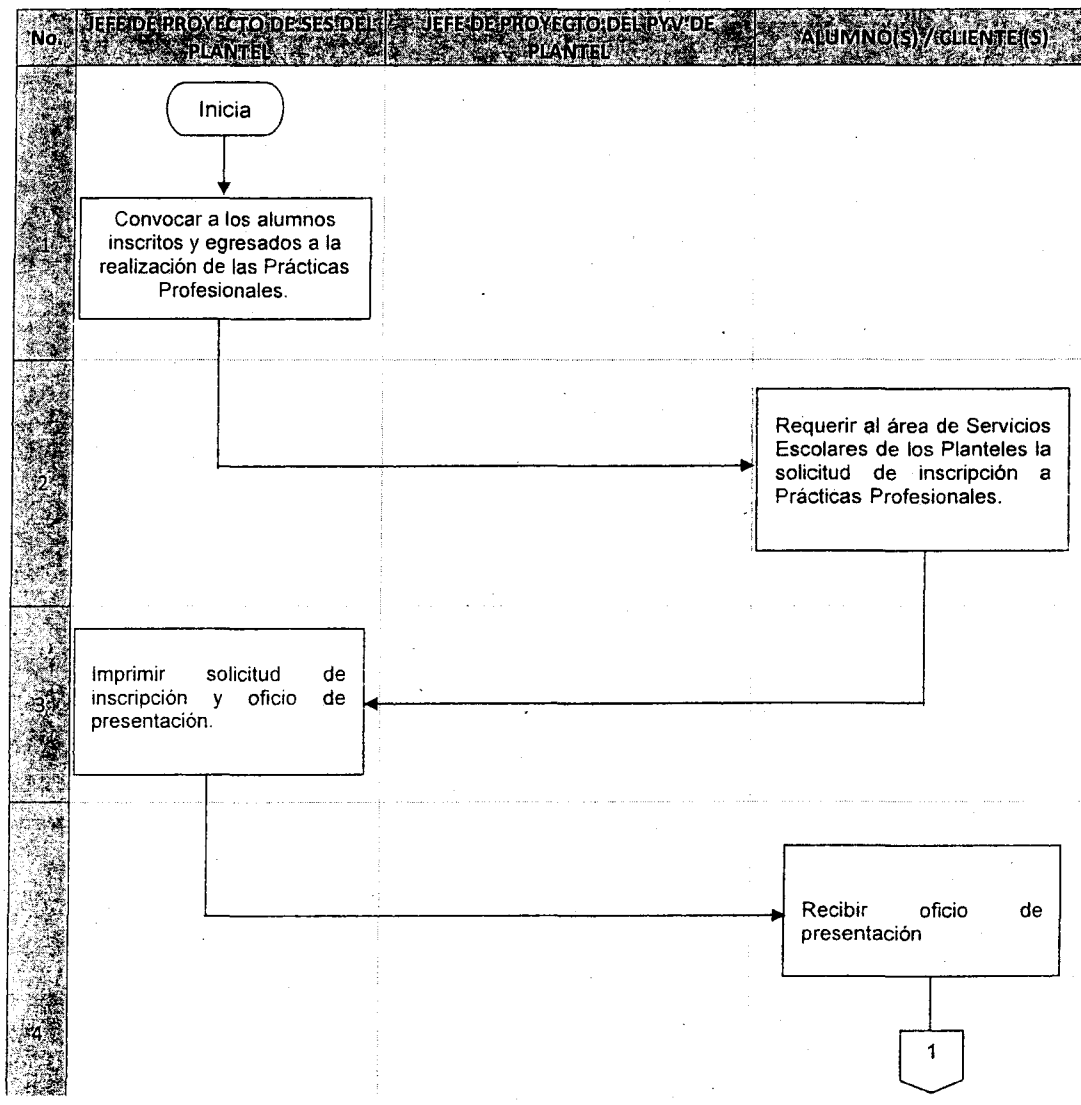 No.
JEFE DE PROYECTO DE SES DEL
PLANTEL
JEFE DE PROYECTO DEL PYV DE
PLANTEL
ALUMNO(S) / CLIENTE(S)
Inicia
1
Convocar a los alumnos
inscritos y egresados a la
realización de las Prácticas
Profesionales.
2
Requerir al área de Servicios
Escolares de los Planteles la
solicitud de inscripción a
Prácticas Profesionales.
3
Imprimir solicitud de
inscripción y oficio de
presentación.
4
Recibir oficio de
presentación
1